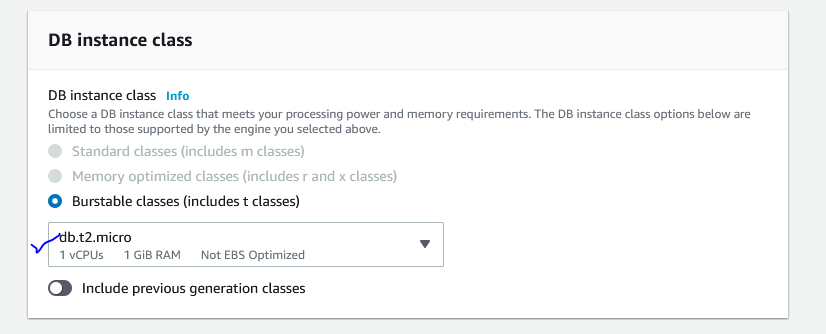 DB instance class
DB instance class Info
Choose a DB instance class that meets your processing power and memory requirements. The DB instance class options below are
limited to those supported by the engine you selected above.
Standard classes (includes m classes)
Memory optimized classes (includes r and x classes)
Burstable classes (includes t classes)
db.t2.micro
1 vCPUs 1 GiB RAM Not EBS Optimized
Include previous generation classes